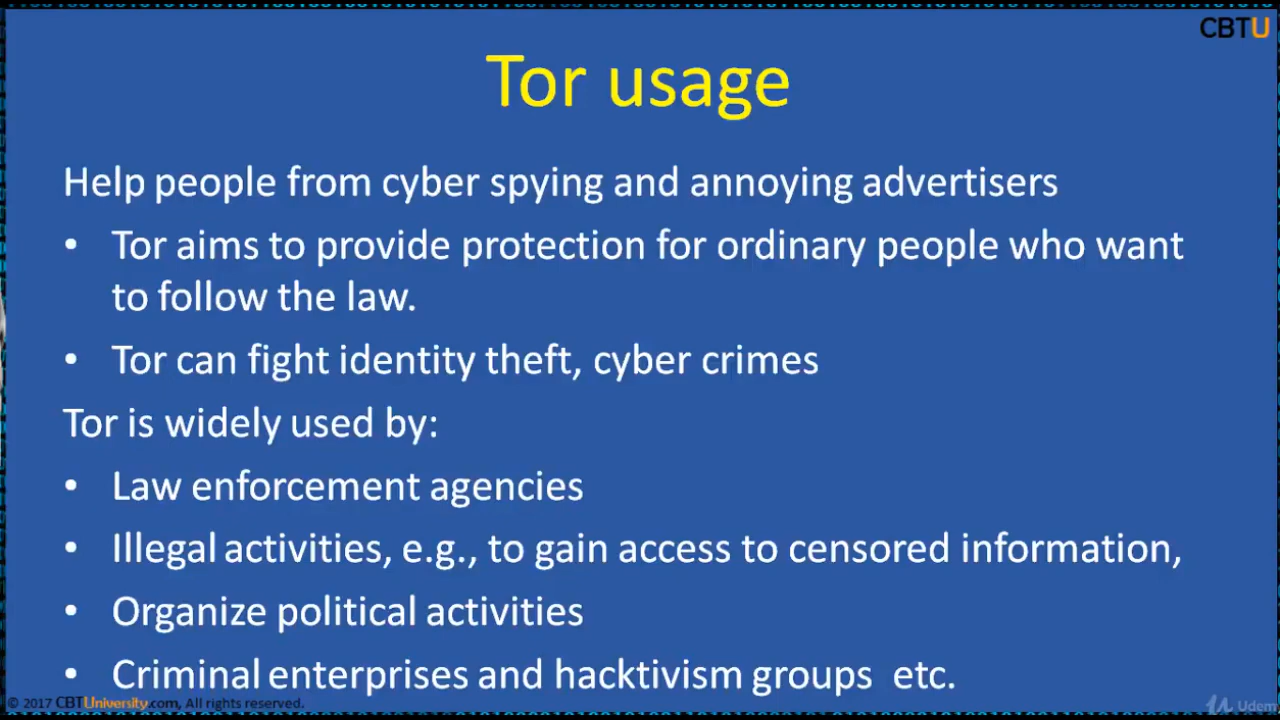 CBTU
Tor usage
Help people from cyber spying and annoying advertisers
• Tor aims to provide protection for ordinary people who want
to follow the law.
• Tor can fight identity theft, cyber crimes
Tor is widely used by:
• Law enforcement agencies
• Illegal activities, e.g., to gain access to censored information,
• Organize political activities
• Criminal enterprises and hacktivism groups etc.
© 2017 CBTUniversity.com, All rights reserved.
Udemy